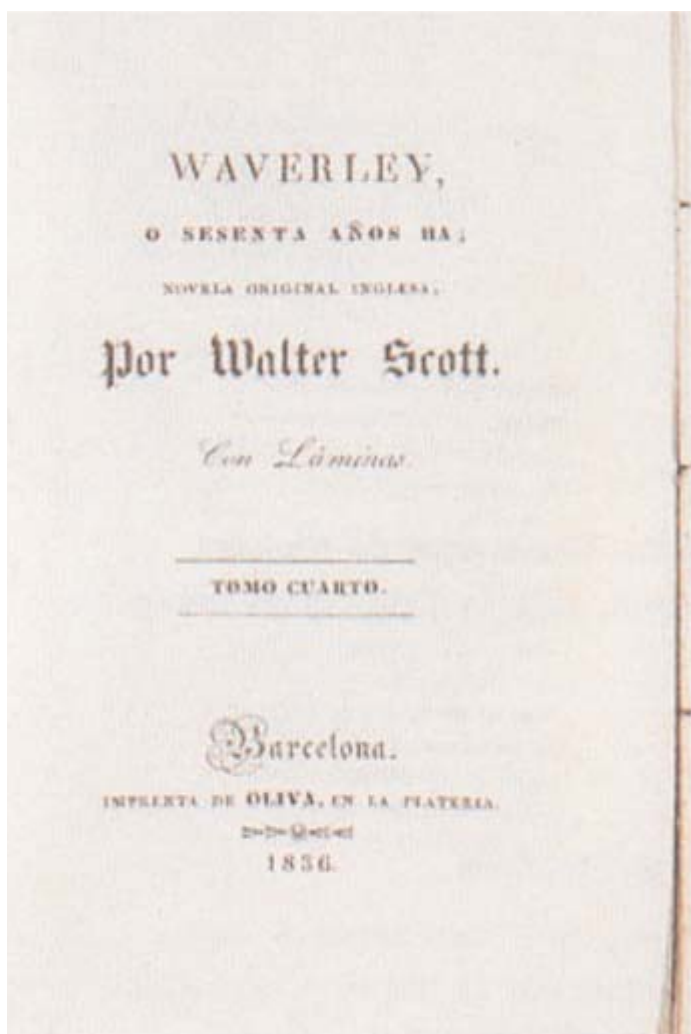 WAVERLEY,
O SESENTA AÑOS HA;
NOVELA ORIGINAL INGLESA,
Por Walter Scott.
Con Láminas.
TOMO CUARTO.
Barcelona.
IMPRENTA DE OLIVA, EN LA PLATERIA.
1836.